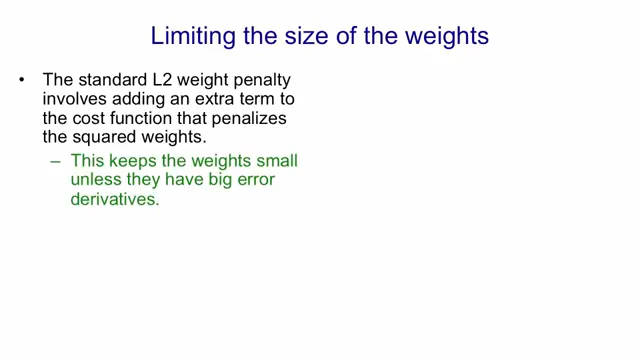 Limiting the size of the weights
• The standard L2 weight penalty
involves adding an extra term to
the cost function that penalizes
the squared weights.
– This keeps the weights small
unless they have big error
derivatives.